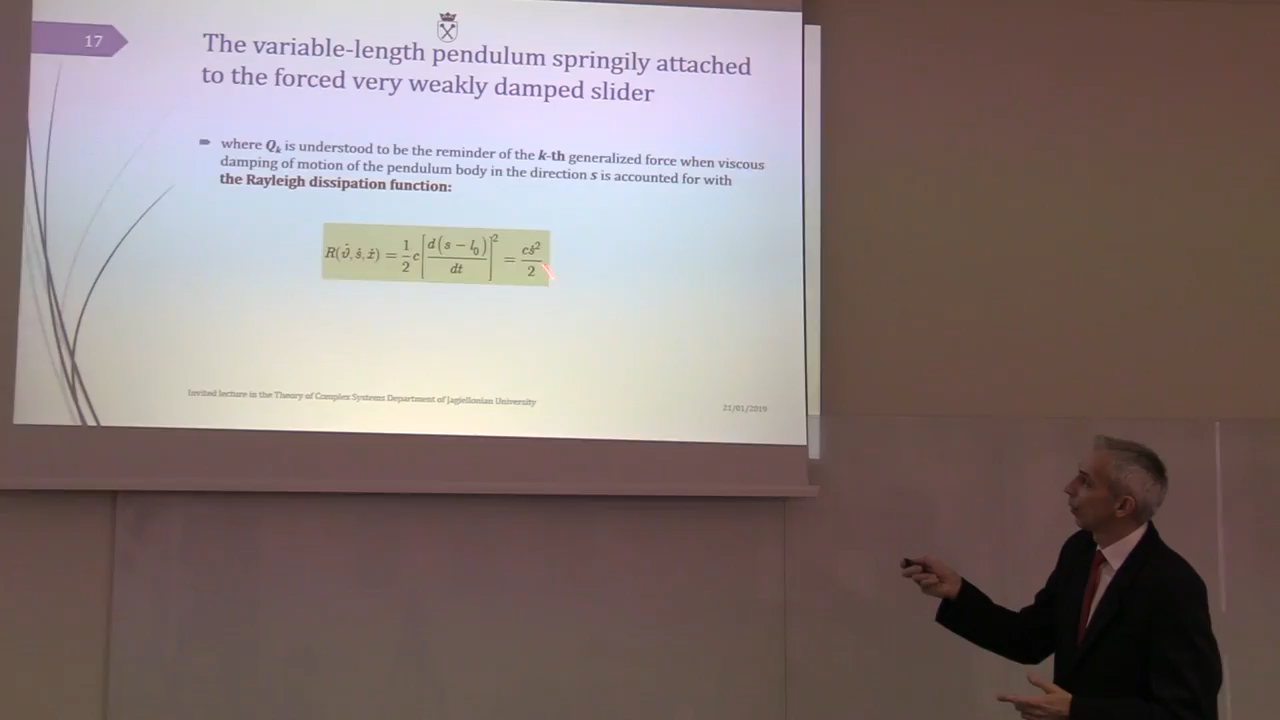 17
The variable-length pendulum springily attached
to the forced very weakly damped slider
where Qₖ is understood to be the reminder of the k-th generalized force when viscous
damping of motion of the pendulum body in the direction s is accounted for with
the Rayleigh dissipation function:
R(ϑ̇, ṡ, ẋ) = 1/2 c [d(s − l₀)/dt]² = cṡ²/2
Invited lecture in the Theory of Complex Systems Department of Jagiellonian University
21/01/2019